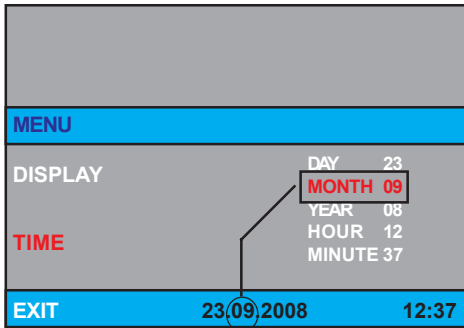 MENU
DISPLAY
DAY 23
MONTH 09
YEAR 08
TIME
HOUR 12
MINUTE 37
EXIT 23.09.2008 12:37